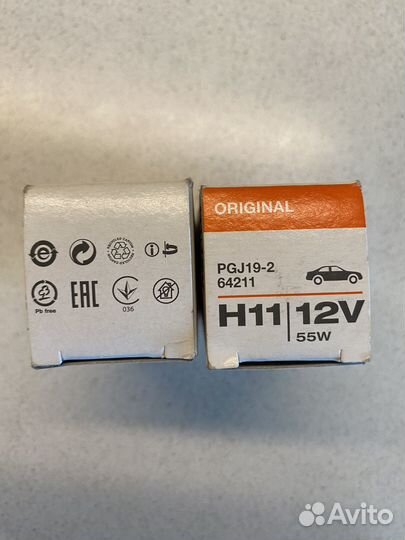 Pb free
EAC
036
ORIGINAL
PGJ19-2
64211
H11 12V
55W
Avito